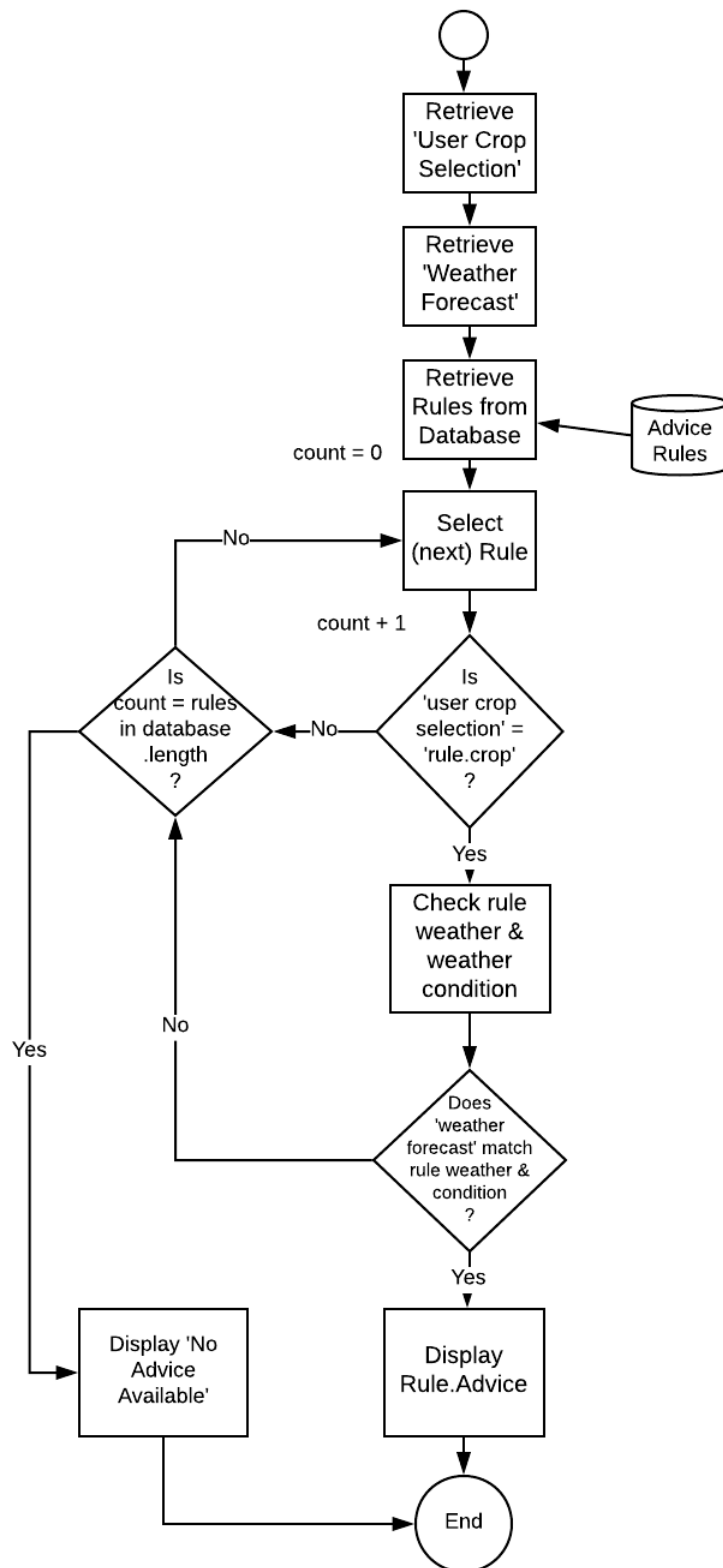 Retrieve
'User Crop
Selection'
Retrieve
'Weather
Forecast'
Retrieve
Rules from
Database
Advice
Rules
count = 0
Select
(next) Rule
No
count + 1
Is
count = rules
in database
.length
?
No
Is
'user crop
selection' =
'rule.crop'
?
Yes
Check rule
weather &
weather
condition
No
Yes
Does
'weather
forecast' match
rule weather &
condition
?
Yes
Display 'No
Advice
Available'
Display
Rule.Advice
End